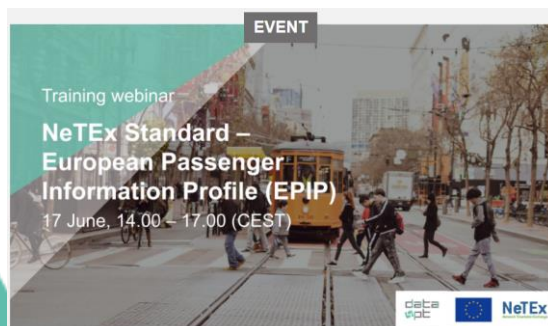 EVENT
Training webinar
NeTEx Standard –
European Passenger
Information Profile (EPIP)
17 June, 14.00 – 17.00 (CEST)
data
4pt
NeTEx